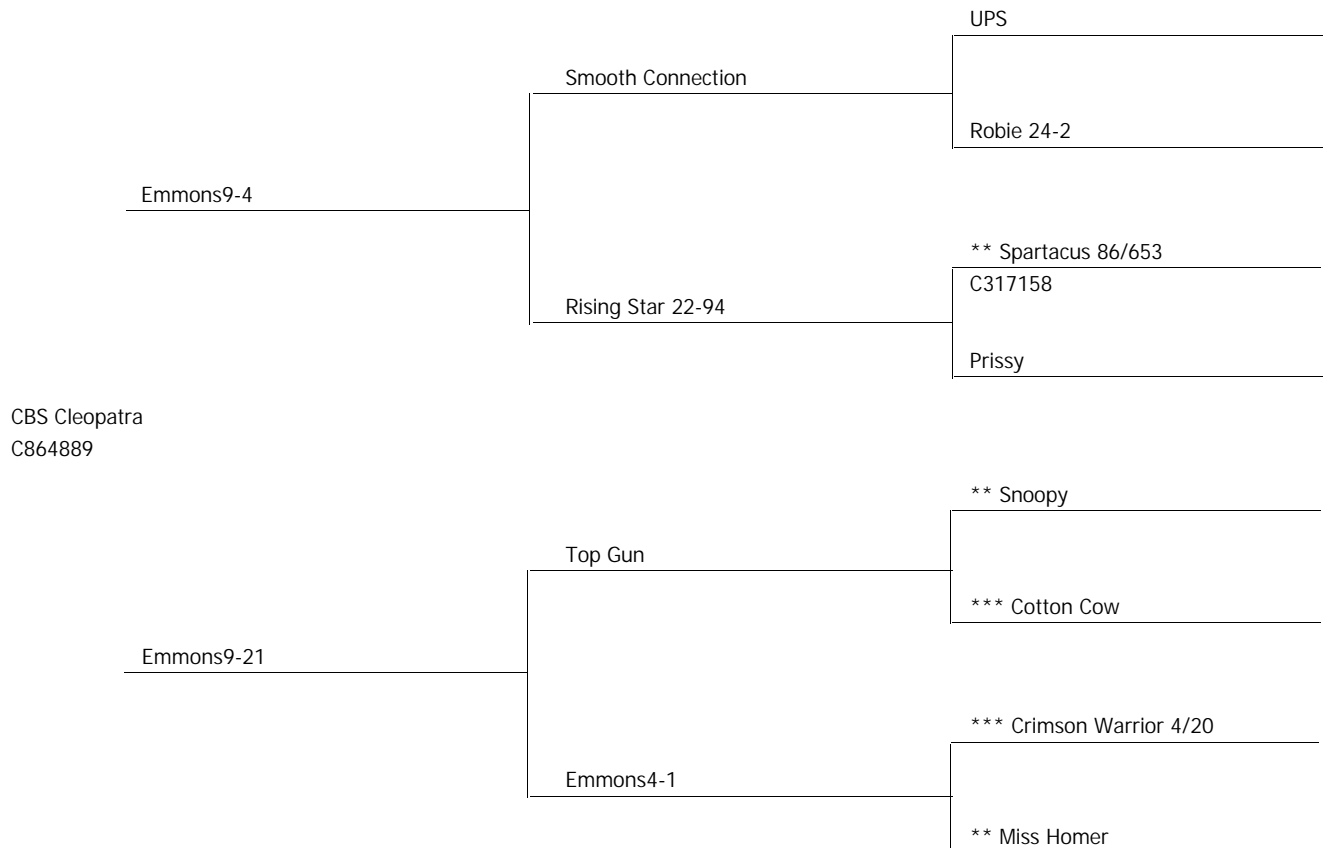 UPS
Smooth Connection
Robie 24-2
Emmons9-4
** Spartacus 86/653
C317158
Rising Star 22-94
Prissy
CBS Cleopatra
C864889
** Snoopy
Top Gun
*** Cotton Cow
Emmons9-21
*** Crimson Warrior 4/20
Emmons4-1
** Miss Homer